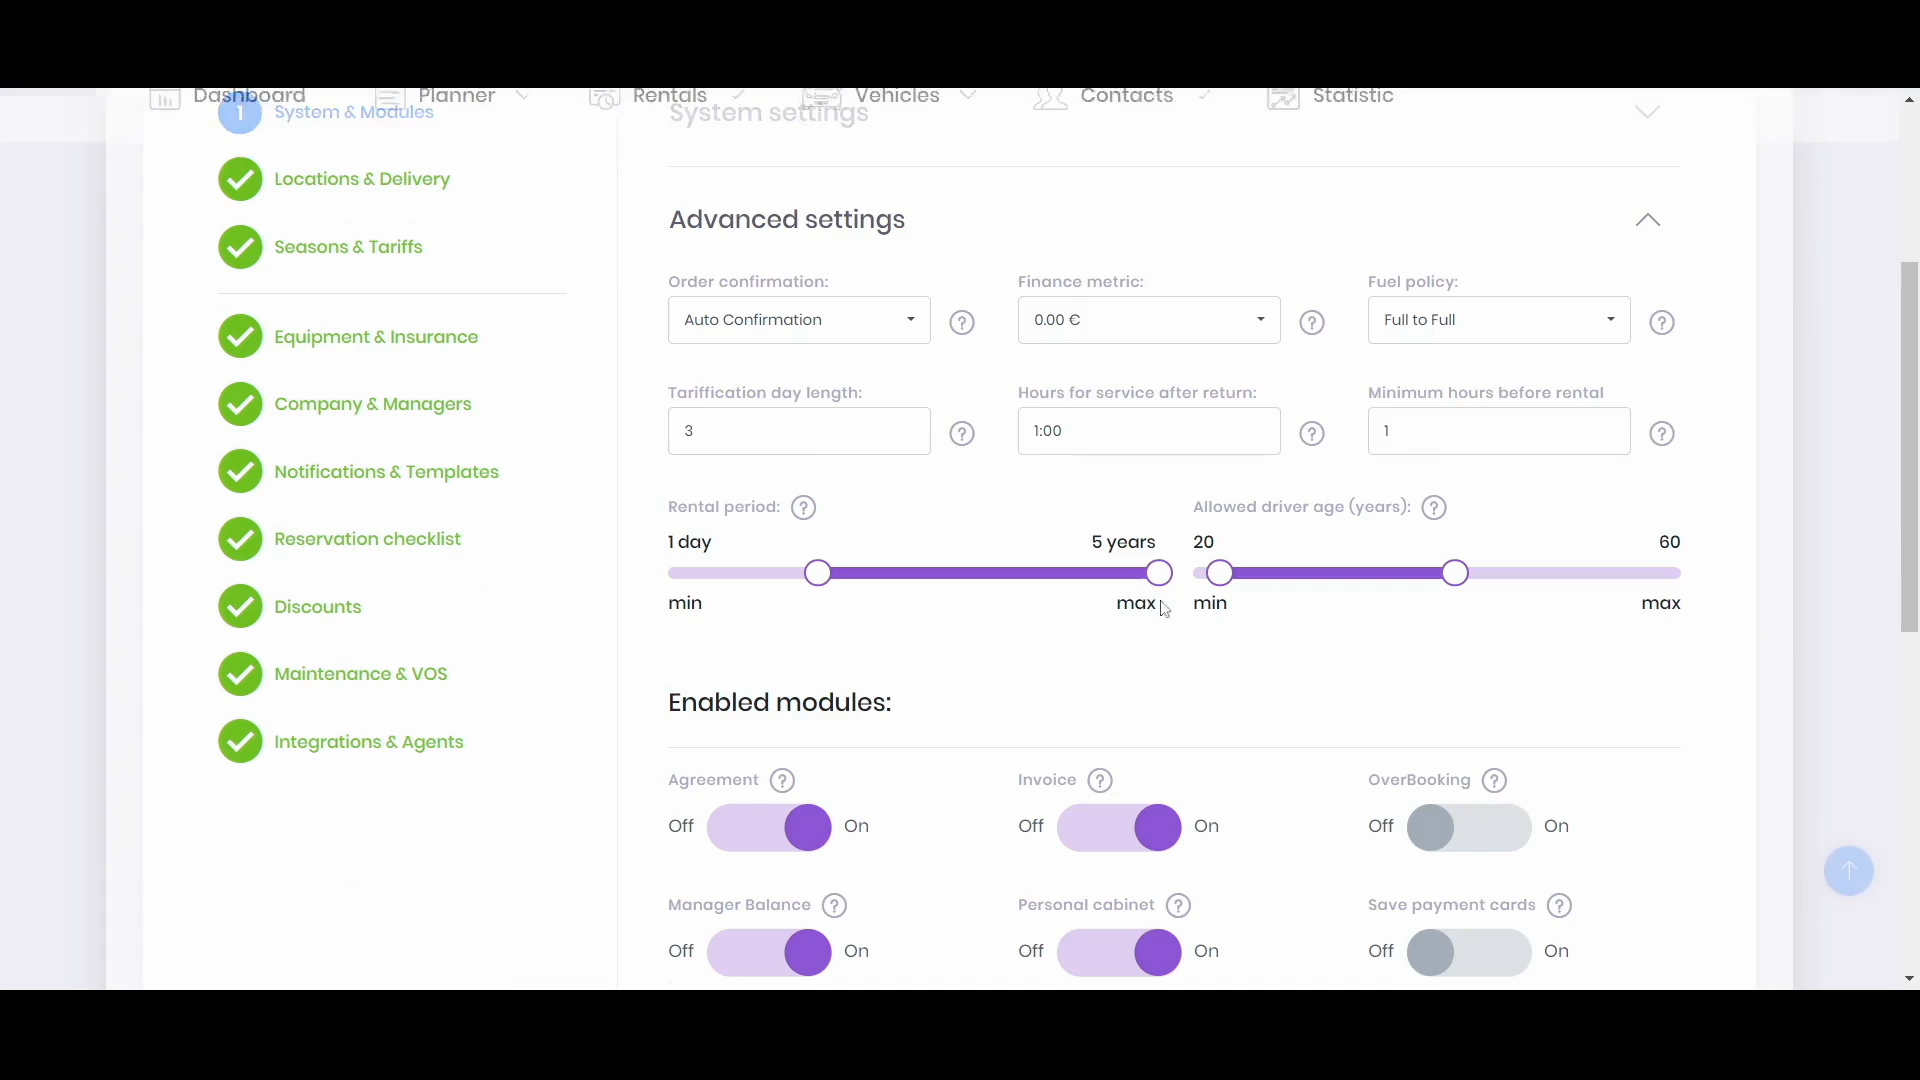 Dashboard Planner Rentals Vehicles Contacts Statistic
1 System & Modules
Locations & Delivery
Seasons & Tariffs
Equipment & Insurance
Company & Managers
Notifications & Templates
Reservation checklist
Discounts
Maintenance & VOS
Integrations & Agents
System settings
Advanced settings
Order confirmation: Finance metric: Fuel policy:
Auto Confirmation ? 0.00 € ? Full to Full ?
Tariffication day length: Hours for service after return: Minimum hours before rental
3 ? 1:00 ? 1 ?
Rental period: ? Allowed driver age (years): ?
1 day 5 years 20 60
min max min max
Enabled modules:
Agreement ? Invoice ? OverBooking ?
Off On Off On Off On
Manager Balance ? Personal cabinet ? Save payment cards ?
Off On Off On Off On